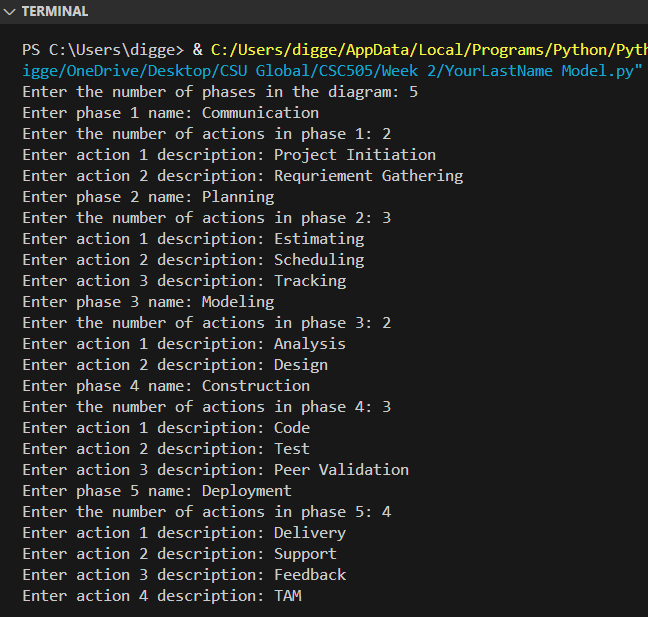 TERMINAL
PS C:\Users\digge> & C:/Users/digge/AppData/Local/Programs/Python/Pyth
igge/OneDrive/Desktop/CSU Global/CSC505/Week 2/YourLastName Model.py"
Enter the number of phases in the diagram: 5
Enter phase 1 name: Communication
Enter the number of actions in phase 1: 2
Enter action 1 description: Project Initiation
Enter action 2 description: Requriement Gathering
Enter phase 2 name: Planning
Enter the number of actions in phase 2: 3
Enter action 1 description: Estimating
Enter action 2 description: Scheduling
Enter action 3 description: Tracking
Enter phase 3 name: Modeling
Enter the number of actions in phase 3: 2
Enter action 1 description: Analysis
Enter action 2 description: Design
Enter phase 4 name: Construction
Enter the number of actions in phase 4: 3
Enter action 1 description: Code
Enter action 2 description: Test
Enter action 3 description: Peer Validation
Enter phase 5 name: Deployment
Enter the number of actions in phase 5: 4
Enter action 1 description: Delivery
Enter action 2 description: Support
Enter action 3 description: Feedback
Enter action 4 description: TAM